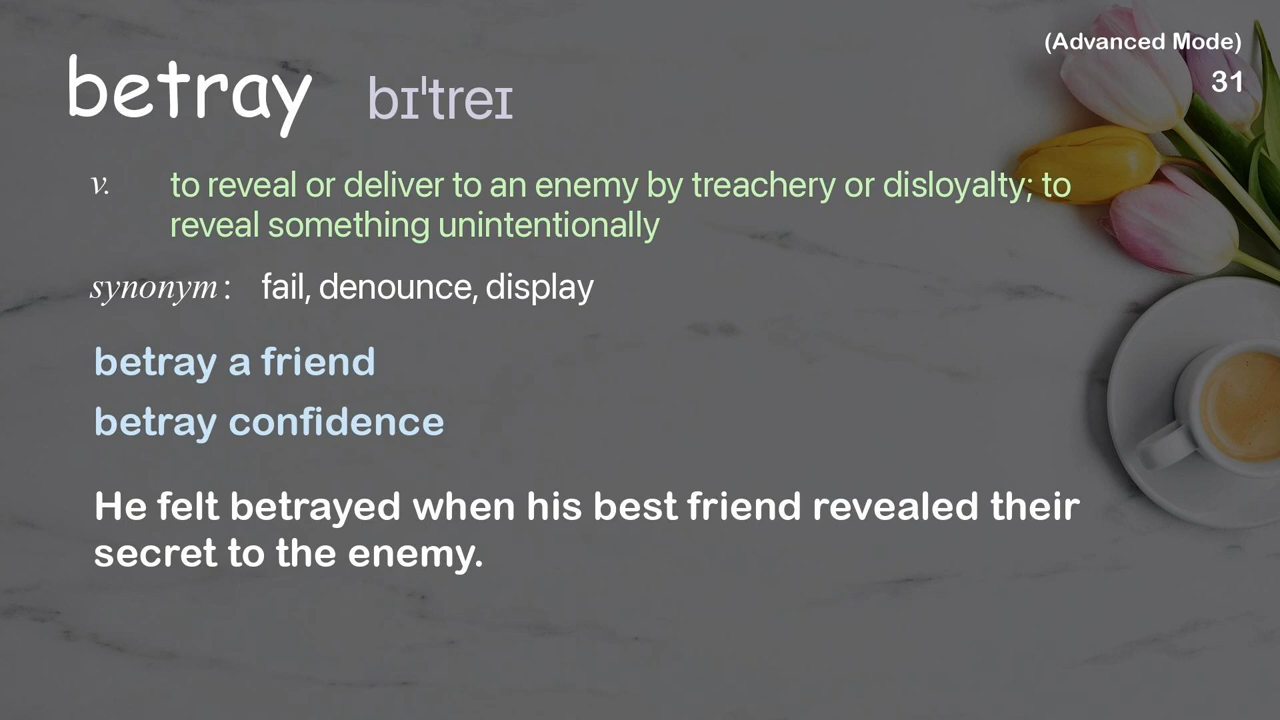 (Advanced Mode)
31
betray bɪˈtreɪ
v. to reveal or deliver to an enemy by treachery or disloyalty; to
reveal something unintentionally
synonym: fail, denounce, display
betray a friend
betray confidence
He felt betrayed when his best friend revealed their
secret to the enemy.